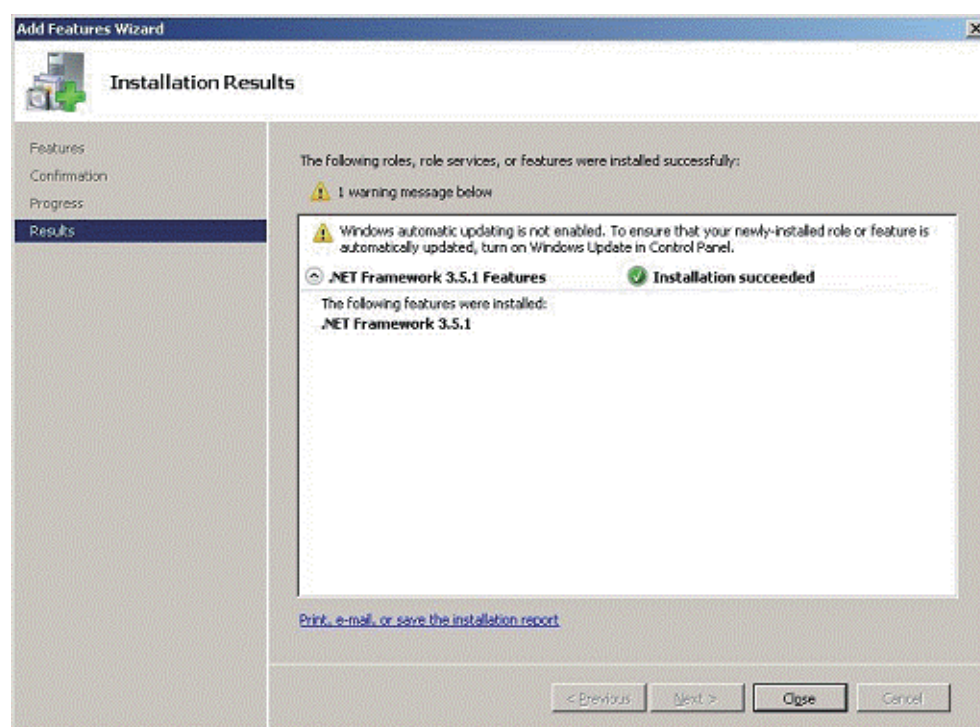 Add Features Wizard
Installation Results
Features
Confirmation
Progress
Results
The following roles, role services, or features were installed successfully:
1 warning message below
Windows automatic updating is not enabled. To ensure that your newly-installed role or feature is
automatically updated, turn on Windows Update in Control Panel.
.NET Framework 3.5.1 Features Installation succeeded
The following features were installed:
.NET Framework 3.5.1
Print, e-mail, or save the installation report
< Previous Next > Close Cancel